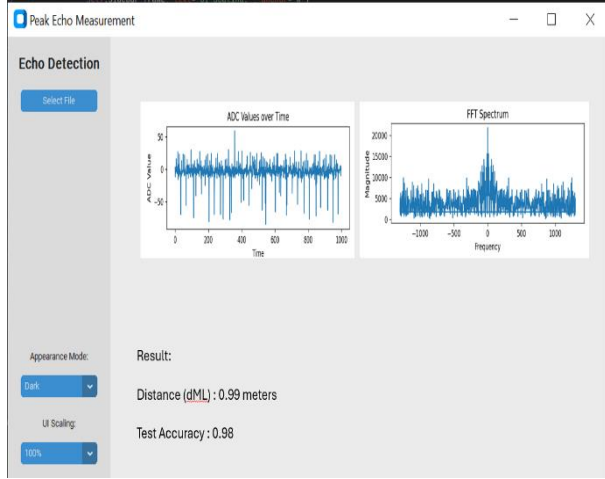 Peak Echo Measurement
Echo Detection
Select File
ADC Values over Time
ADC Value
50
0
−50
0 200 400 600 800 1000
Time
FFT Spectrum
Magnitude
20000
15000
10000
5000
0
−1000 −500 0 500 1000
Frequency
Appearance Mode:
Dark
UI Scaling:
100%
Result:
Distance (dML) : 0.99 meters
Test Accuracy : 0.98